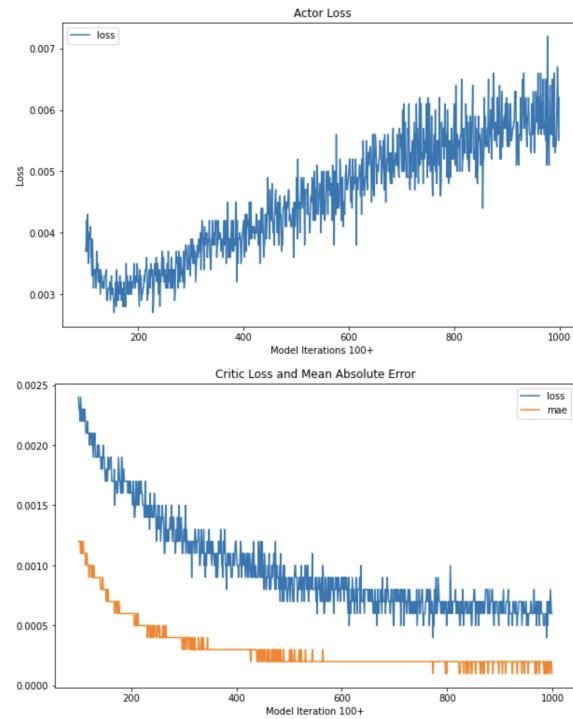 Actor Loss
loss
0.007
0.006
0.005
0.004
0.003
Loss
200
400
600
800
1000
Model Iterations 100+
Critic Loss and Mean Absolute Error
loss
mae
0.0025
0.0020
0.0015
0.0010
0.0005
0.0000
200
400
600
800
1000
Model Iteration 100+